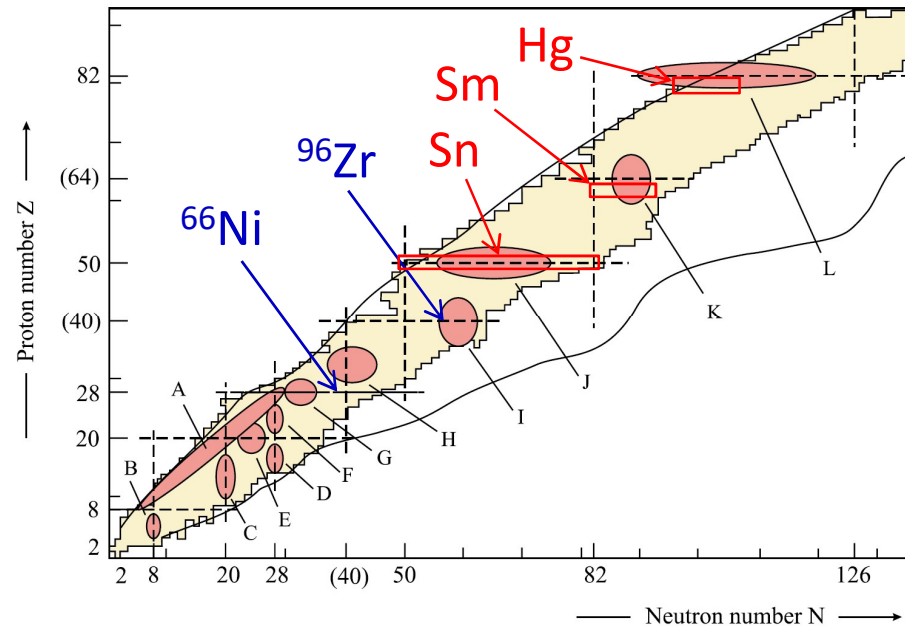 Hg
Sm
Sn
⁹⁶Zr
⁶⁶Ni
Proton number Z
82
(64)
50
(40)
28
20
8
2
A
B
C
D
E
F
G
H
I
J
K
L
2 8 20 28 (40) 50 82 126
Neutron number N